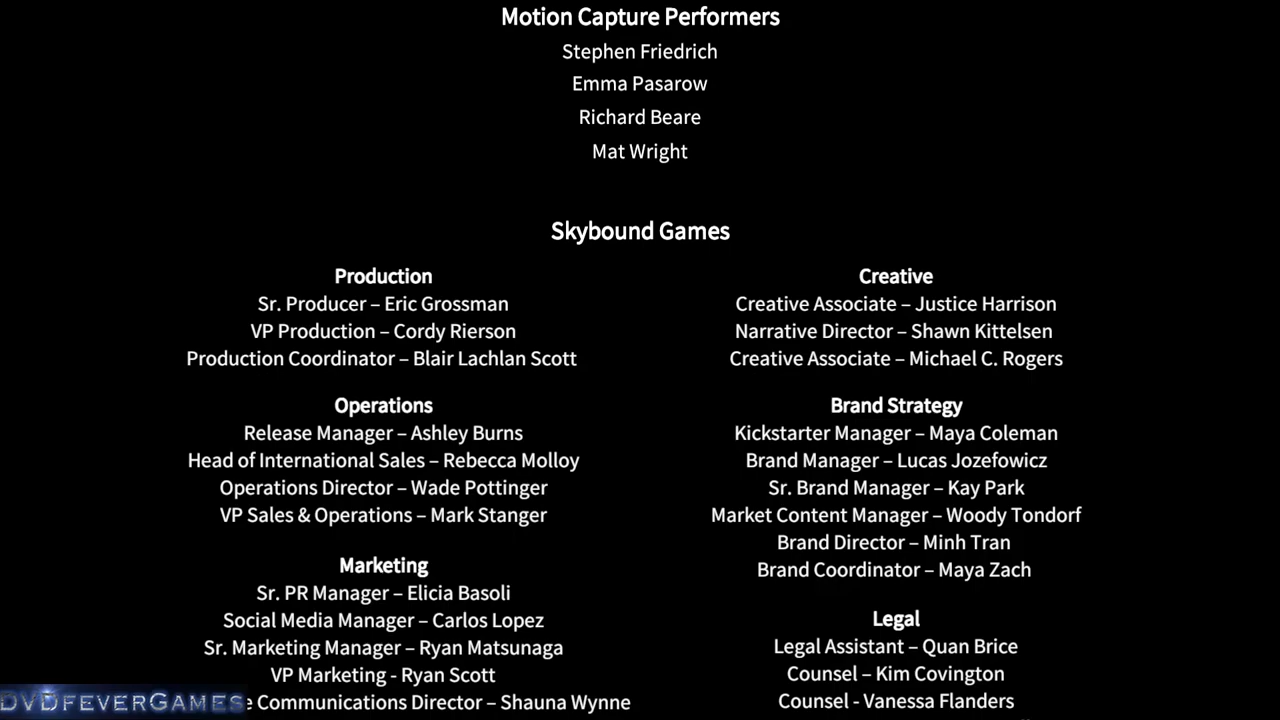 Motion Capture Performers
Stephen Friedrich
Emma Pasarow
Richard Beare
Mat Wright
Skybound Games
Production
Sr. Producer – Eric Grossman
VP Production – Cordy Rierson
Production Coordinator – Blair Lachlan Scott
Operations
Release Manager – Ashley Burns
Head of International Sales – Rebecca Molloy
Operations Director – Wade Pottinger
VP Sales & Operations – Mark Stanger
Marketing
Sr. PR Manager – Elicia Basoli
Social Media Manager – Carlos Lopez
Sr. Marketing Manager – Ryan Matsunaga
VP Marketing - Ryan Scott
Communications Director – Shauna Wynne
Creative
Creative Associate – Justice Harrison
Narrative Director – Shawn Kittelsen
Creative Associate – Michael C. Rogers
Brand Strategy
Kickstarter Manager – Maya Coleman
Brand Manager – Lucas Jozefowicz
Sr. Brand Manager – Kay Park
Market Content Manager – Woody Tondorf
Brand Director – Minh Tran
Brand Coordinator – Maya Zach
Legal
Legal Assistant – Quan Brice
Counsel – Kim Covington
Counsel - Vanessa Flanders
DVDFEVERGAMES